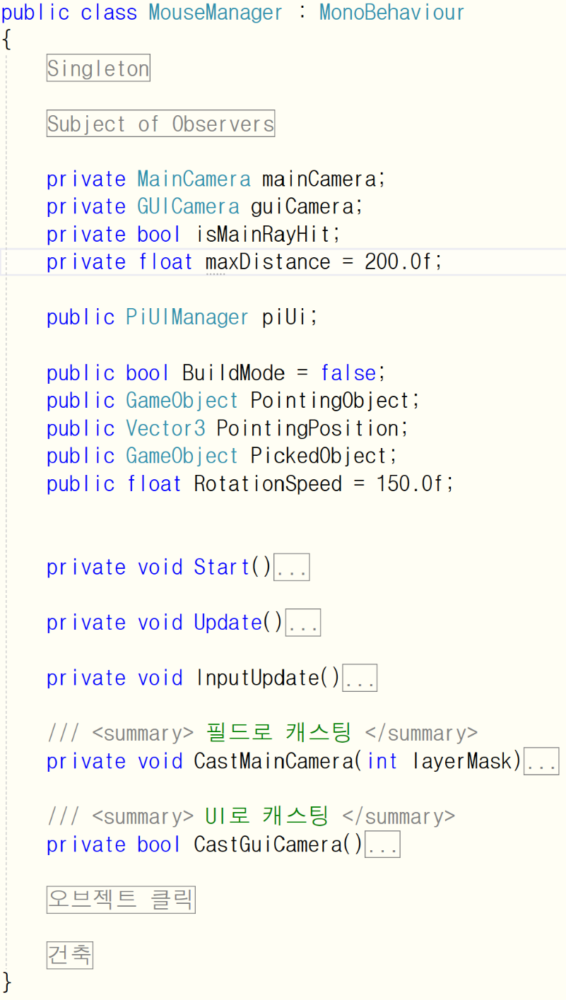 public class MouseManager : MonoBehaviour
{
Singleton
Subject of Observers
private MainCamera mainCamera;
private GUICamera guiCamera;
private bool isMainRayHit;
private float maxDistance = 200.0f;
public PiUIManager piUi;
public bool BuildMode = false;
public GameObject PointingObject;
public Vector3 PointingPosition;
public GameObject PickedObject;
public float RotationSpeed = 150.0f;
private void Start()...
private void Update()...
private void InputUpdate()...
/// <summary> 필드로 캐스팅 </summary>
private void CastMainCamera(int layerMask)...
/// <summary> UI로 캐스팅 </summary>
private bool CastGuiCamera()...
오브젝트 클릭
건축
}